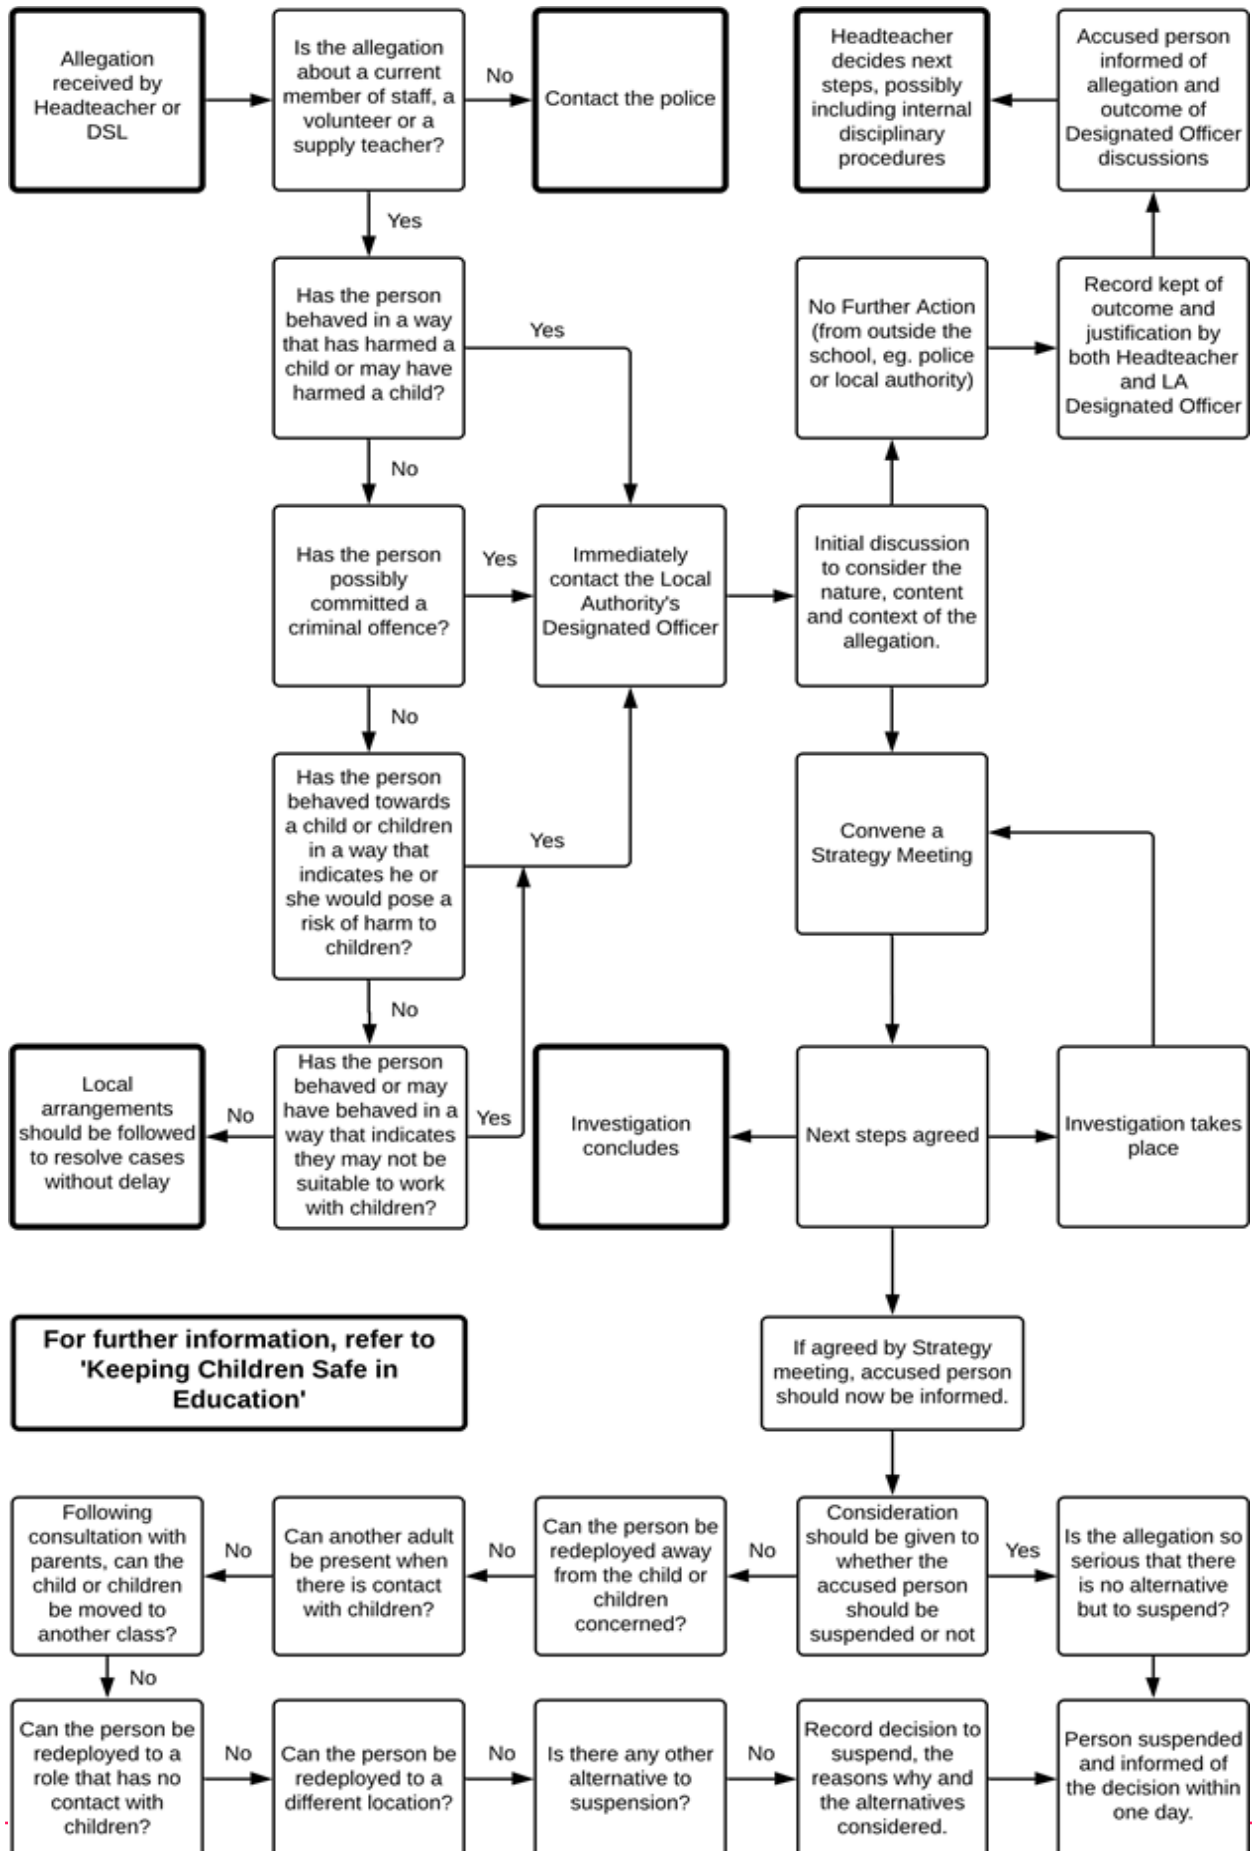 Allegation
received by
Headteacher or
DSL
Is the allegation
about a current
member of staff, a
volunteer or a
supply teacher?
No
Contact the police
Headteacher
decides next
steps, possibly
including internal
disciplinary
procedures
Accused person
informed of
allegation and
outcome of
Designated Officer
discussions
Yes
Has the person
behaved in a way
that has harmed a
child or may have
harmed a child?
Yes
No Further Action
(from outside the
school, eg. police
or local authority)
Record kept of
outcome and
justification by
both Headteacher
and LA
Designated Officer
No
Has the person
possibly
committed a
criminal offence?
Yes
Immediately
contact the Local
Authority's
Designated Officer
Initial discussion
to consider the
nature, content
and context of the
allegation.
No
Has the person
behaved towards
a child or children
in a way that
indicates he or
she would pose a
risk of harm to
children?
Yes
Convene a
Strategy Meeting
No
Local
arrangements
should be followed
to resolve cases
without delay
No
Has the person
behaved or may
have behaved in a
way that indicates
they may not be
suitable to work
with children?
Yes
Investigation
concludes
Next steps agreed
Investigation takes
place
For further information, refer to
'Keeping Children Safe in
Education'
If agreed by Strategy
meeting, accused person
should now be informed.
Following
consultation with
parents, can the
child or children
be moved to
another class?
No
Can another adult
be present when
there is contact
with children?
No
Can the person be
redeployed away
from the child or
children
concerned?
No
Consideration
should be given to
whether the
accused person
should be
suspended or not
Yes
Is the allegation so
serious that there
is no alternative
but to suspend?
No
Can the person be
redeployed to a
role that has no
contact with
children?
No
Can the person be
redeployed to a
different location?
No
Is there any other
alternative to
suspension?
No
Record decision to
suspend, the
reasons why and
the alternatives
considered.
Person suspended
and informed of
the decision within
one day.